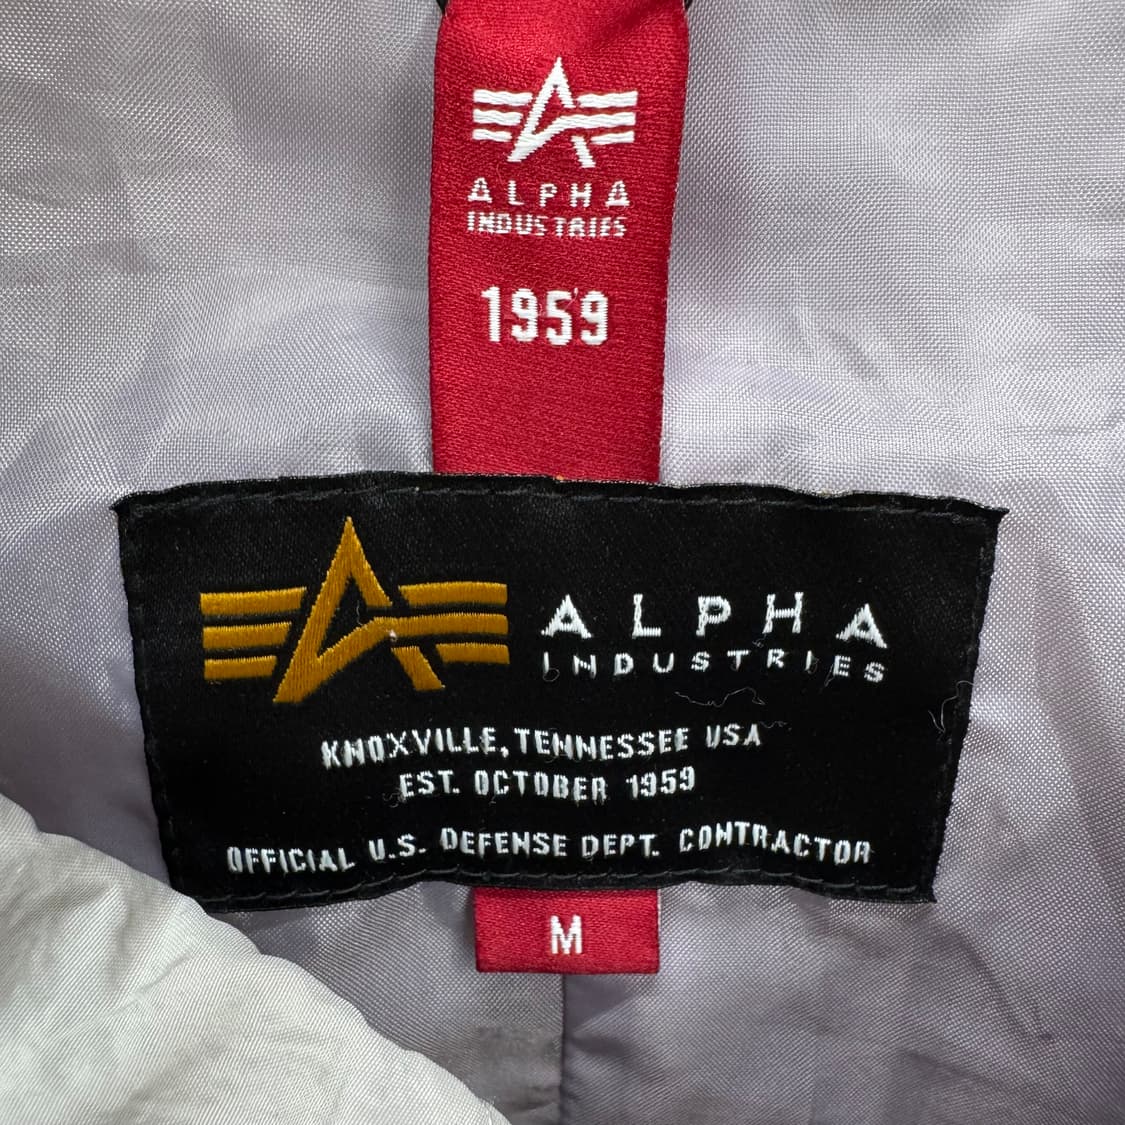 ALPHA
INDUSTRIES
1959
ALPHA
INDUSTRIES
KNOXVILLE, TENNESSEE USA
EST. OCTOBER 1959
OFFICIAL U.S. DEFENSE DEPT. CONTRACTOR
M